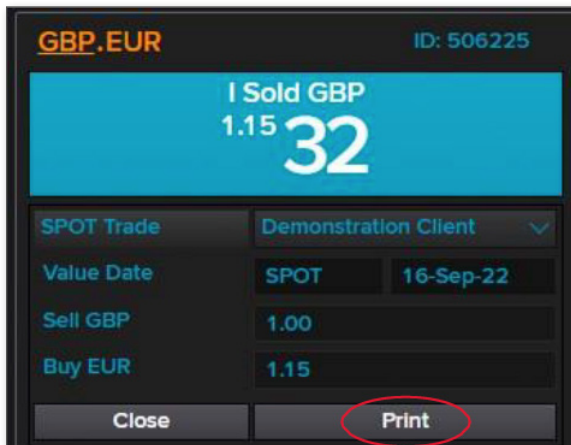 GBP.EUR ID: 506225
I Sold GBP
1.15 32
SPOT Trade Demonstration Client
Value Date SPOT 16-Sep-22
Sell GBP 1.00
Buy EUR 1.15
Close Print